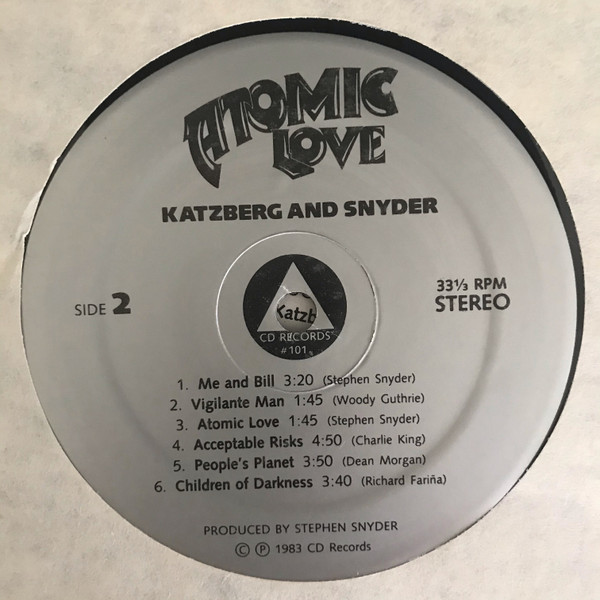 ATOMIC
LOVE
KATZBERG AND SNYDER
SIDE 2
33⅓ RPM
STEREO
Katzb
CD RECORDS
#101
1. Me and Bill 3:20 (Stephen Snyder)
2. Vigilante Man 1:45 (Woody Guthrie)
3. Atomic Love 1:45 (Stephen Snyder)
4. Acceptable Risks 4:50 (Charlie King)
5. People's Planet 3:50 (Dean Morgan)
6. Children of Darkness 3:40 (Richard Fariña)
PRODUCED BY STEPHEN SNYDER
© ℗ 1983 CD Records